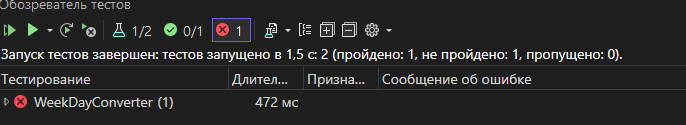 Обозреватель тестов
1/2 0/1 1
Запуск тестов завершен: тестов запущено в 1,5 с: 2 (пройдено: 1, не пройдено: 1, пропущено: 0).
Тестирование Длител... Призна... Сообщение об ошибке
WeekDayConverter (1) 472 мс